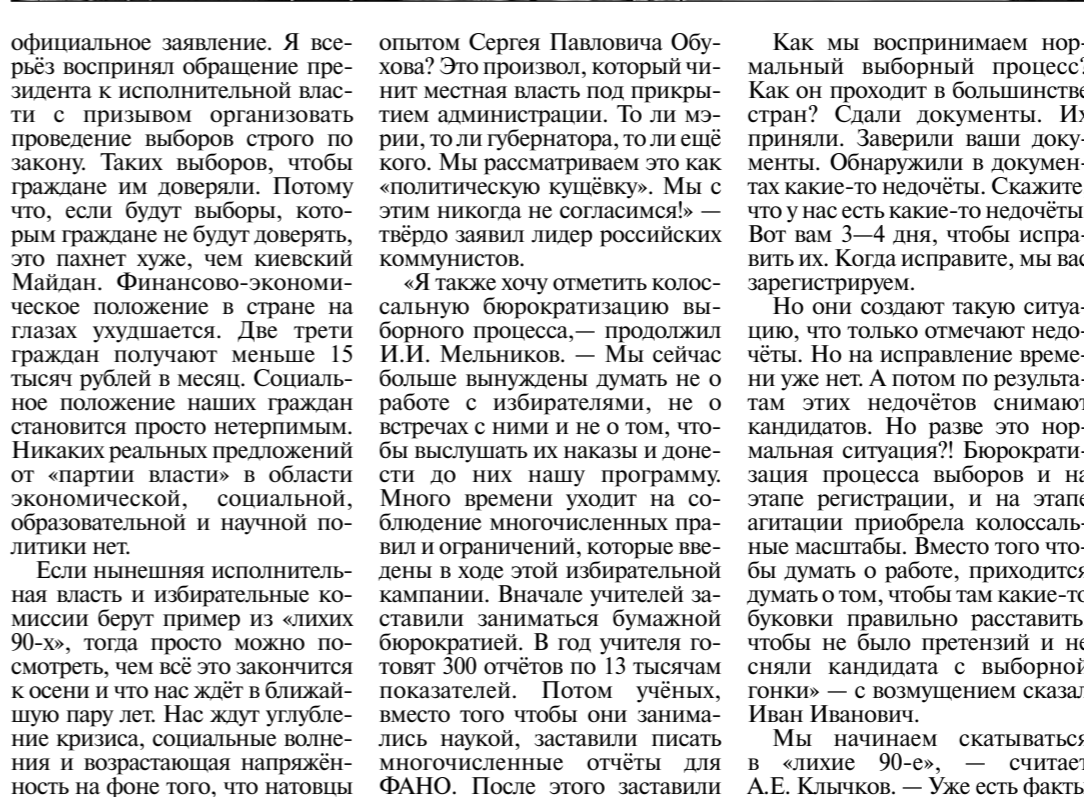 официальное заявление. Я все-
рьёз воспринял обращение пре-
зидента к исполнительной влас-
ти с призывом организовать
проведение выборов строго по
закону. Таких выборов, чтобы
граждане им доверяли. Потому
что, если будут выборы, кото-
рым граждане не будут доверять,
это пахнет хуже, чем киевский
Майдан. Финансово-экономи-
ческое положение в стране на
глазах ухудшается. Две трети
граждан получают меньше 15
тысяч рублей в месяц. Социаль-
ное положение наших граждан
становится просто нетерпимым.
Никаких реальных предложений
от «партии власти» в области
экономической, социальной,
образовательной и научной по-
литики нет.
Если нынешняя исполнитель-
ная власть и избирательные ко-
миссии берут пример из «лихих
90-х», тогда просто можно по-
смотреть, чем всё это закончится
к осени и что нас ждёт в ближай-
шую пару лет. Нас ждут углубле-
ние кризиса, социальные волне-
ния и возрастающая напряжён-
ность на фоне того, что натовцы
опытом Сергея Павловича Обу-
хова? Это произвол, который чи-
нит местная власть под прикры-
тием администрации. То ли мэ-
рии, то ли губернатора, то ли ещё
кого. Мы рассматриваем это как
«политическую кущёвку». Мы с
этим никогда не согласимся!» —
твёрдо заявил лидер российских
коммунистов.
«Я также хочу отметить колос-
сальную бюрократизацию вы-
борного процесса,— продолжил
И.И. Мельников. — Мы сейчас
больше вынуждены думать не о
работе с избирателями, не о
встречах с ними и не о том, что-
бы выслушать их наказы и доне-
сти до них нашу программу.
Много времени уходит на со-
блюдение многочисленных пра-
вил и ограничений, которые вве-
дены в ходе этой избирательной
кампании. Вначале учителей за-
ставили заниматься бумажной
бюрократией. В год учителя го-
товят 300 отчётов по 13 тысячам
показателей. Потом учёных,
вместо того чтобы они занима-
лись наукой, заставили писать
многочисленные отчёты для
ФАНО. После этого заставили
Как мы воспринимаем нор-
мальный выборный процесс?
Как он проходит в большинстве
стран? Сдали документы. Их
приняли. Заверили ваши доку-
менты. Обнаружили в докумен-
тах какие-то недочёты. Скажите,
что у нас есть какие-то недочёты.
Вот вам 3—4 дня, чтобы испра-
вить их. Когда исправите, мы вас
зарегистрируем.
Но они создают такую ситуа-
цию, что только отмечают недо-
чёты. Но на исправление време-
ни уже нет. А потом по результа-
там этих недочётов снимают
кандидатов. Но разве это нор-
мальная ситуация?! Бюрократи-
зация процесса выборов и на
этапе регистрации, и на этапе
агитации приобрела колоссаль-
ные масштабы. Вместо того что-
бы думать о работе, приходится
думать о том, чтобы там какие-то
буковки правильно расставить,
чтобы не было претензий и не
сняли кандидата с выборной
гонки» — с возмущением сказал
Иван Иванович.
Мы начинаем скатываться
в «лихие 90-е», — считает
А.Е. Клычков. — Уже есть факты,